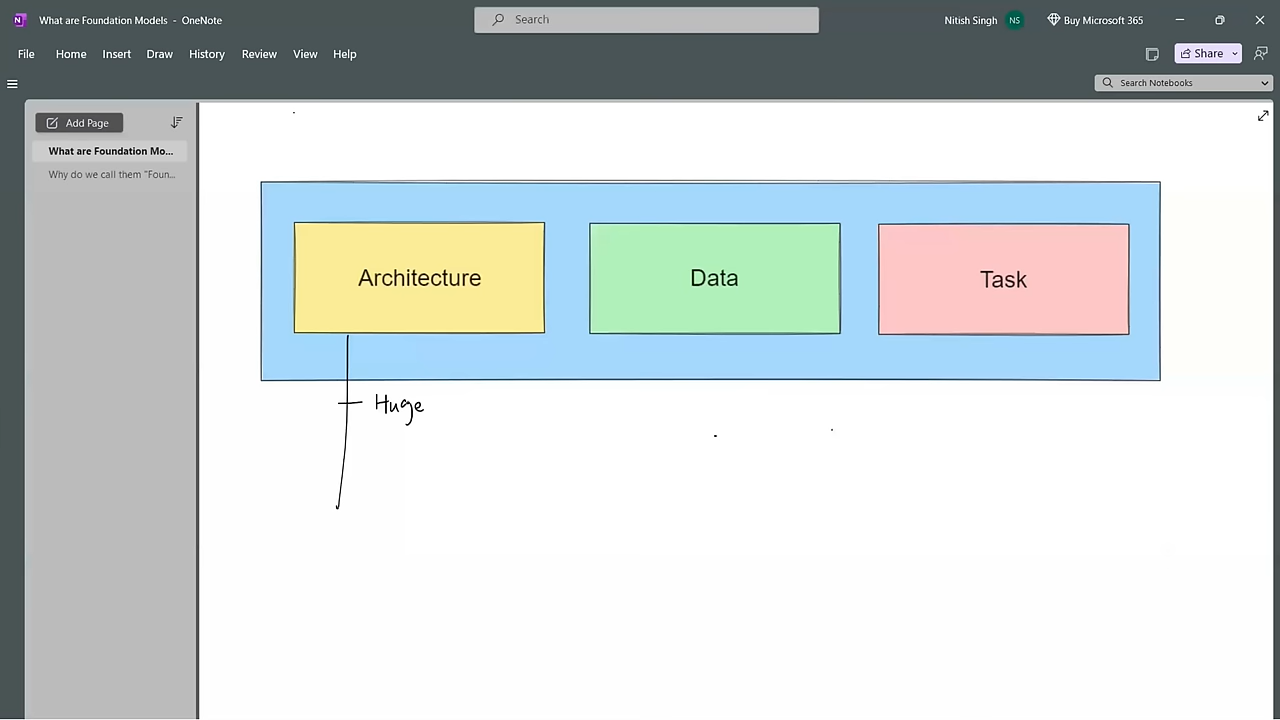 What are Foundation Models - OneNote
Search
Nitish Singh NS
Buy Microsoft 365
File Home Insert Draw History Review View Help
Share
Search Notebooks
Add Page
What are Foundation Mo...
Why do we call them "Foun...
Architecture
Data
Task
Huge